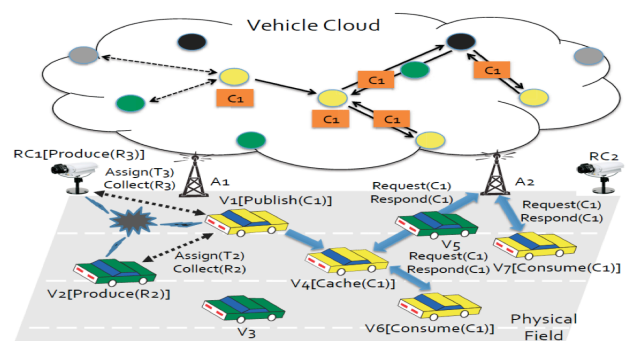 Vehicle Cloud
C1
C1
C1
C1
C1
RC1[Produce(R3)]
RC2
Assign(T3)
Collect(R3)
A1
A2
V1[Publish(C1)]
Request(C1)
Respond(C1)
Request(C1)
Respond(C1)
Assign(T2)
Collect(R2)
V5
Request(C1)
Respond(C1)
V7[Consume(C1)]
V2[Produce(R2)]
V4[Cache(C1)]
V3
V6[Consume(C1)]
Physical
Field